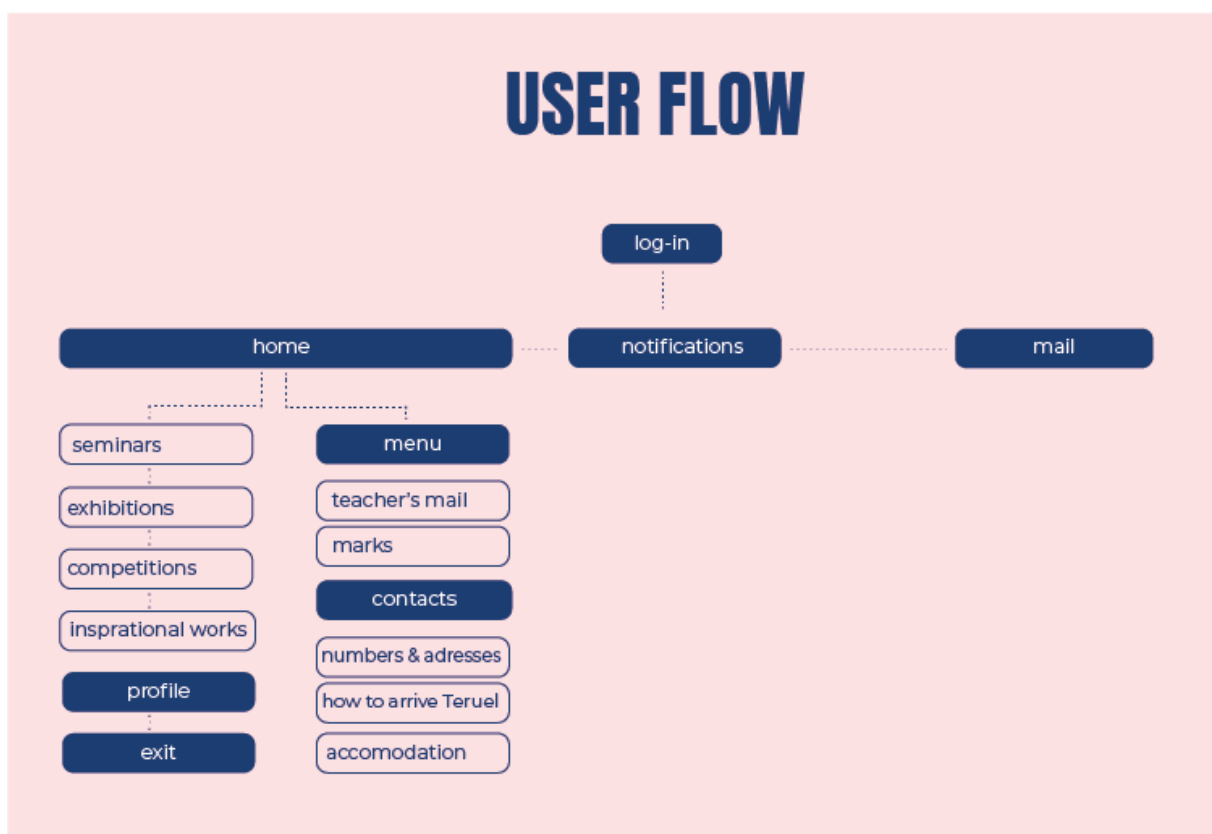 USER FLOW
log-in
home
notifications
mail
seminars
exhibitions
competitions
insprational works
profile
exit
menu
teacher's mail
marks
contacts
numbers & adresses
how to arrive Teruel
accomodation